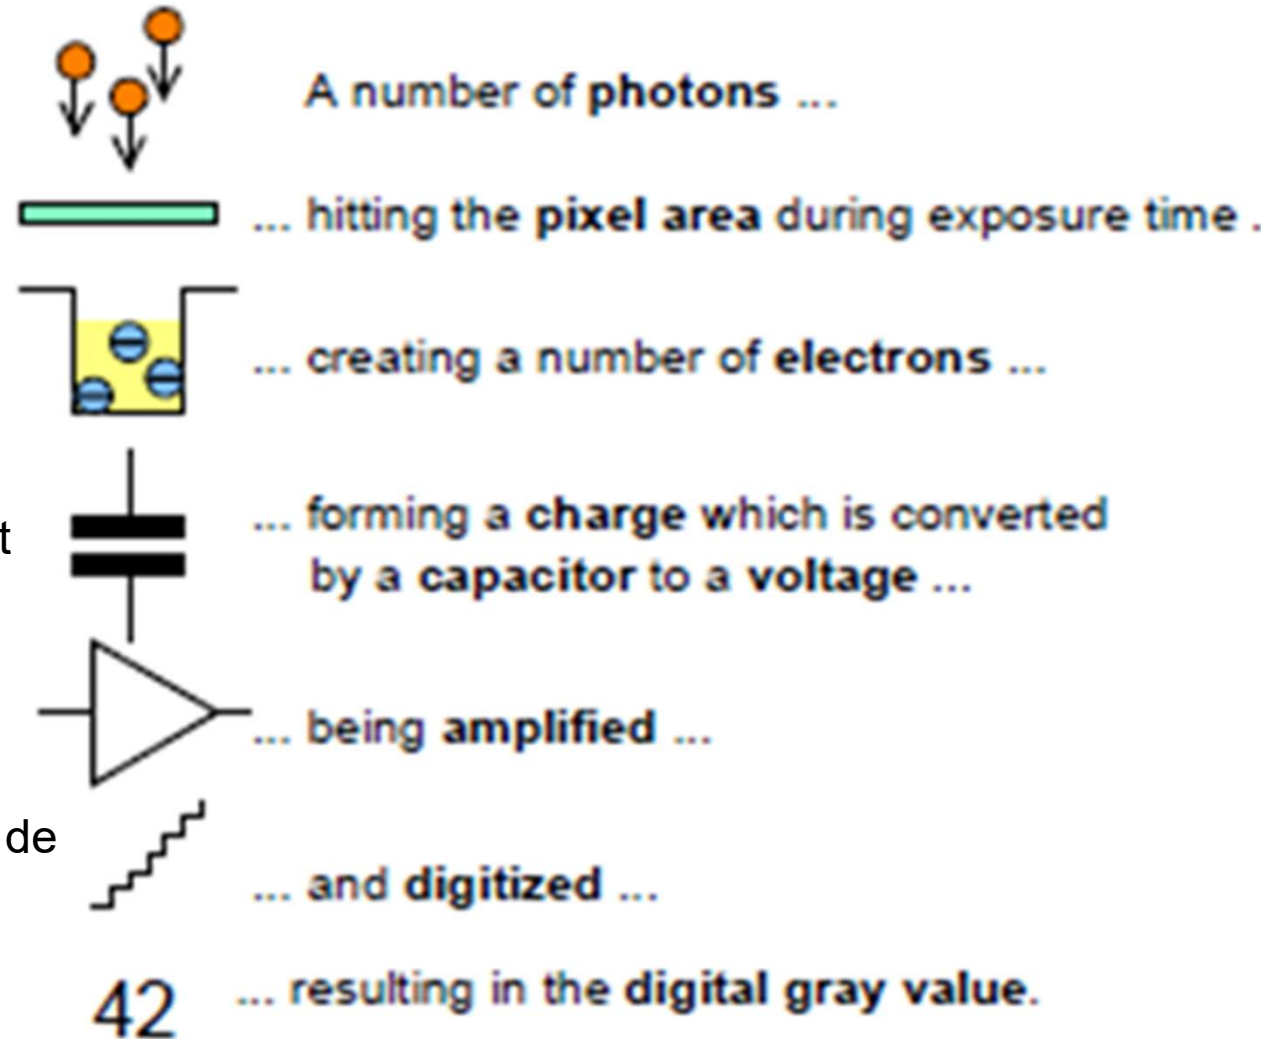 A number of photons ...
... hitting the pixel area during exposure time .
... creating a number of electrons ...
t
... forming a charge which is converted
by a capacitor to a voltage ...
... being amplified ...
de
... and digitized ...
42 ... resulting in the digital gray value.